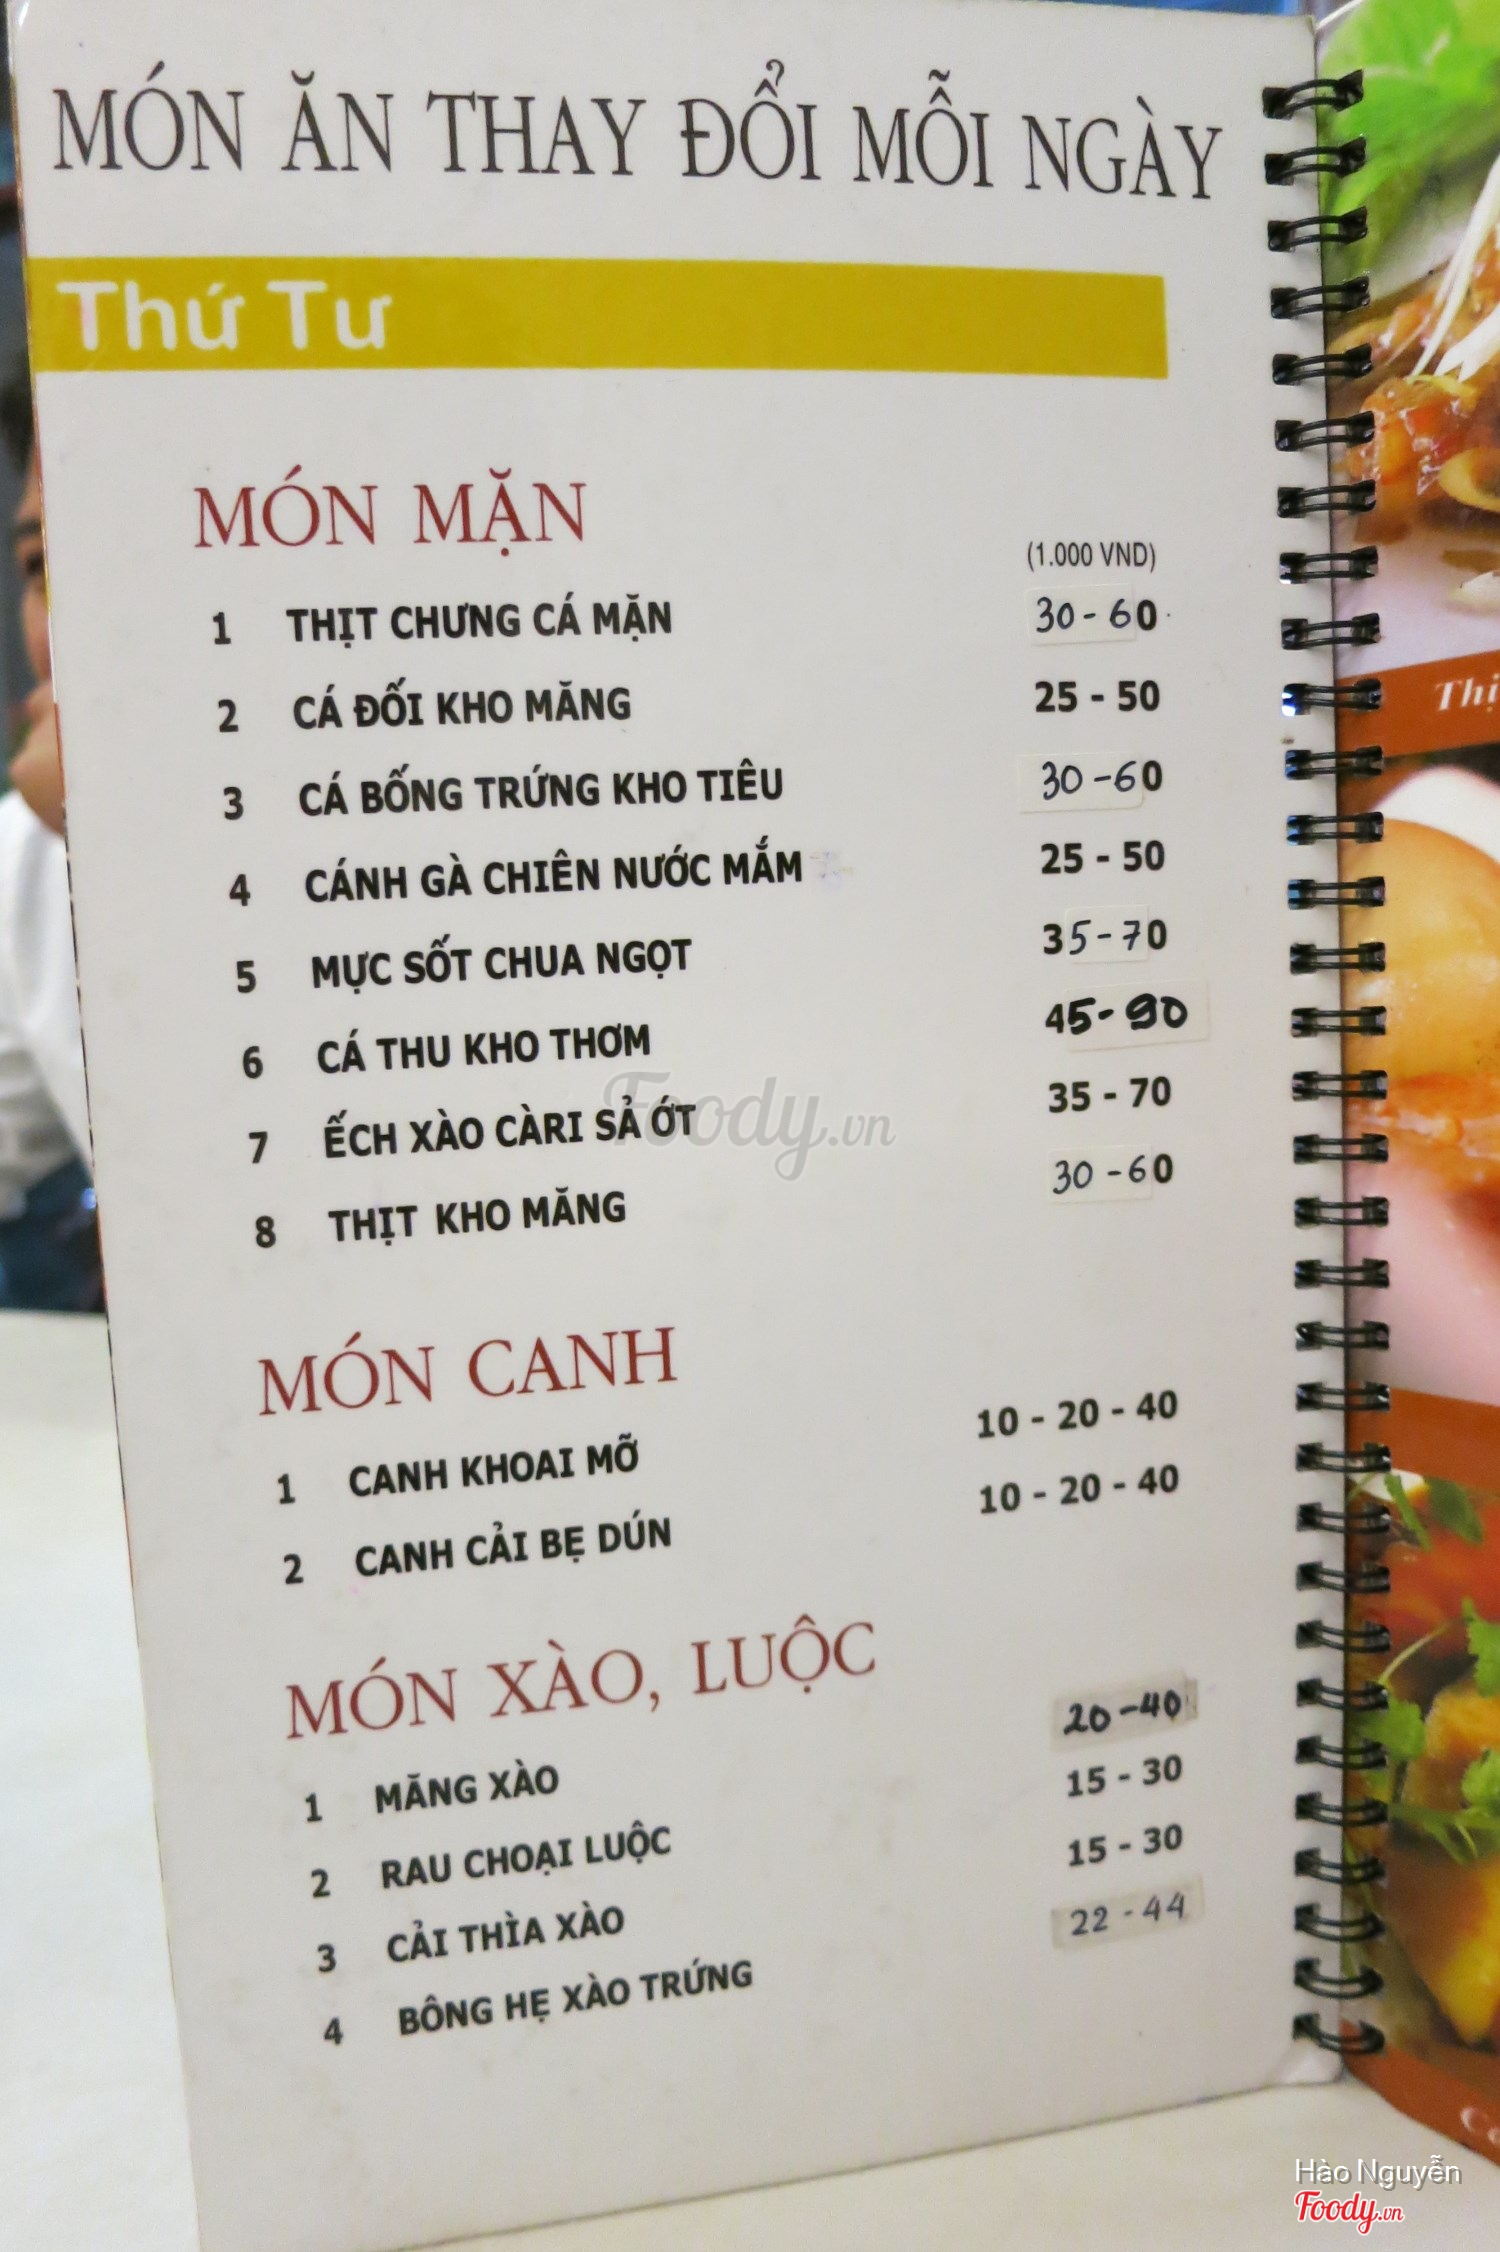 MÓN ĂN THAY ĐỔI MỖI NGÀY
Thứ Tư
MÓN MẶN
(1.000 VND)
1 THỊT CHƯNG CÁ MẶN 30 - 60
2 CÁ ĐỐI KHO MĂNG 25 - 50
3 CÁ BỐNG TRỨNG KHO TIÊU 30 - 60
4 CÁNH GÀ CHIÊN NƯỚC MẮM 25 - 50
5 MỰC SỐT CHUA NGỌT 35 - 70
6 CÁ THU KHO THƠM 45 - 90
7 ẾCH XÀO CÀRI SẢ ỚT 35 - 70
8 THỊT KHO MĂNG 30 - 60
MÓN CANH
1 CANH KHOAI MỠ 10 - 20 - 40
2 CANH CẢI BẸ DÚN 10 - 20 - 40
MÓN XÀO, LUỘC
1 MĂNG XÀO 20 - 40
2 RAU CHOẠI LUỘC 15 - 30
3 CẢI THÌA XÀO 15 - 30
4 BÔNG HẸ XÀO TRỨNG 22 - 44
Foody.vn
Hào Nguyễn
Foody.vn